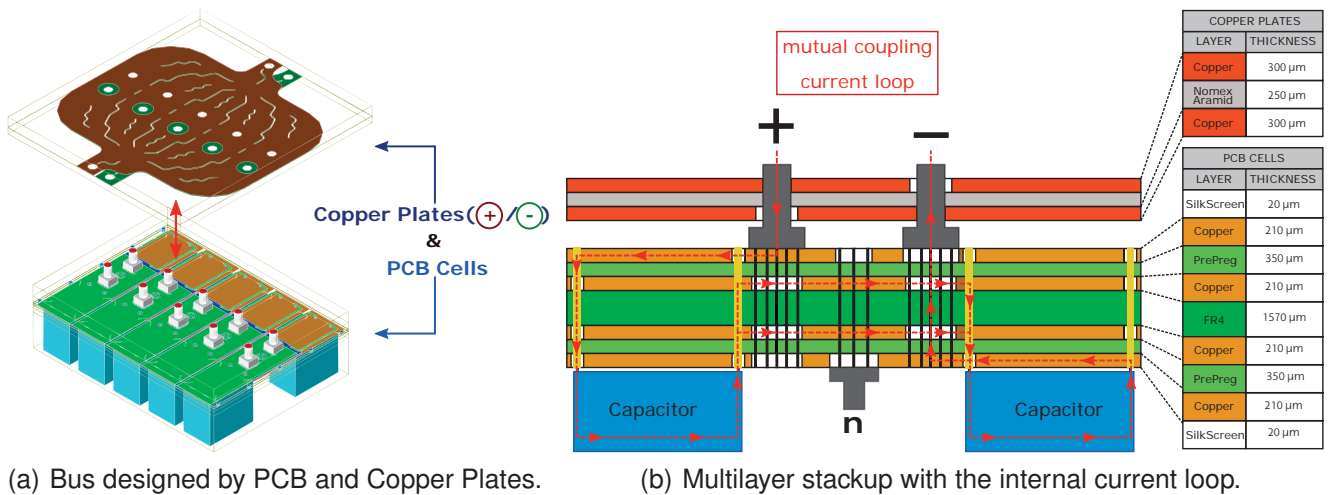 Copper Plates(+/-)
&
PCB Cells
(a) Bus designed by PCB and Copper Plates.
mutual coupling
current loop
+
−
Capacitor
n
Capacitor
(b) Multilayer stackup with the internal current loop.
COPPER PLATES
LAYER THICKNESS
Copper 300 µm
Nomex
Aramid 250 µm
Copper 300 µm
PCB CELLS
LAYER THICKNESS
SilkScreen 20 µm
Copper 210 µm
PrePreg 350 µm
Copper 210 µm
FR4 1570 µm
Copper 210 µm
PrePreg 350 µm
Copper 210 µm
SilkScreen 20 µm